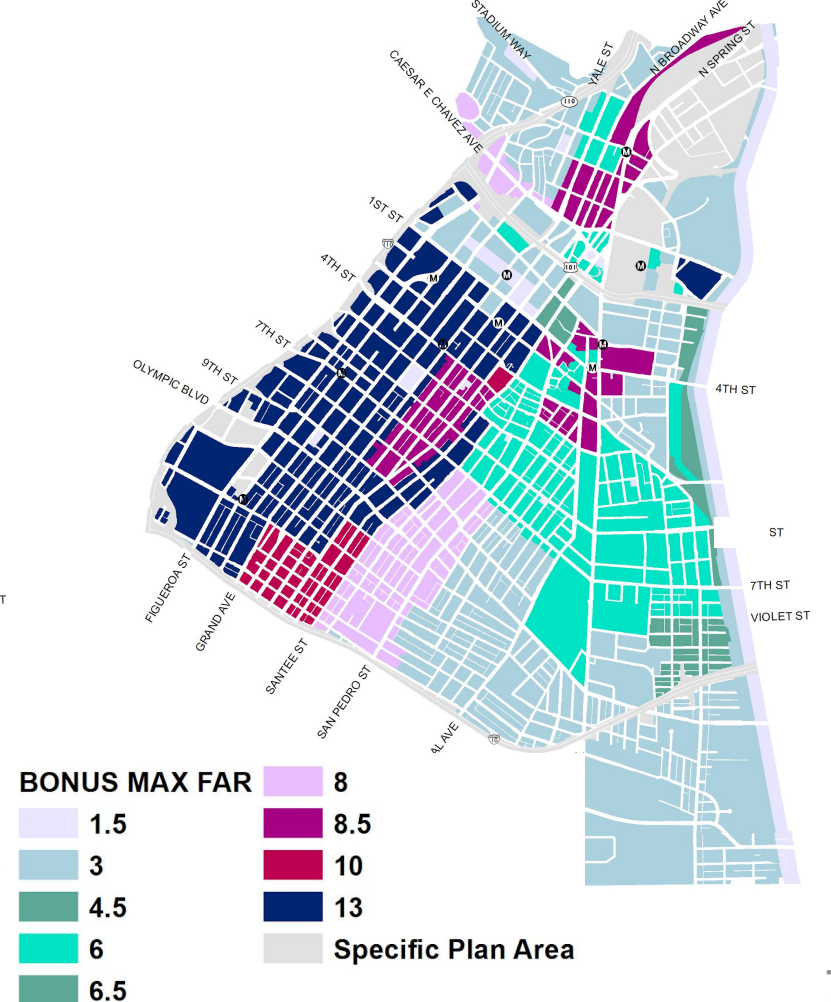 STADIUM WAY
YALE ST
N BROADWAY AVE
N SPRING ST
CAESAR E CHAVEZ AVE
110
M
1ST ST
110
4TH ST
101
M
M
M
M
M
M
7TH ST
M
M
9TH ST
OLYMPIC BLVD
4TH ST
M
ST
FIGUEROA ST
GRAND AVE
SANTEE ST
SAN PEDRO ST
AL AVE
10
7TH ST
VIOLET ST
T
BONUS MAX FAR
1.5
3
4.5
6
6.5
8
8.5
10
13
Specific Plan Area